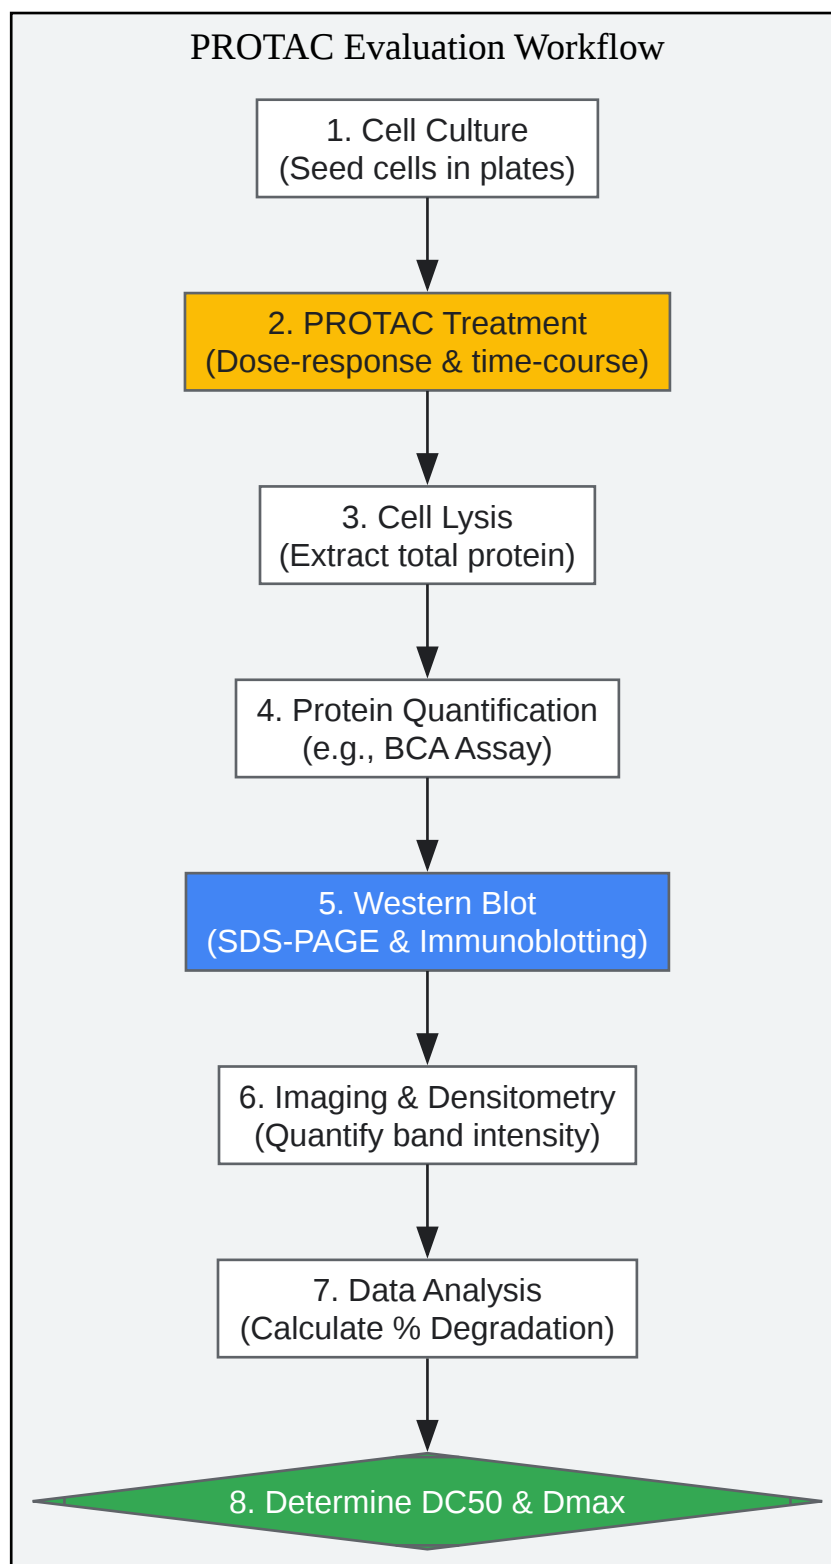 PROTAC Evaluation Workflow
1. Cell Culture
(Seed cells in plates)
2. PROTAC Treatment
(Dose-response & time-course)
3. Cell Lysis
(Extract total protein)
4. Protein Quantification
(e.g., BCA Assay)
5. Western Blot
(SDS-PAGE & Immunoblotting)
6. Imaging & Densitometry
(Quantify band intensity)
7. Data Analysis
(Calculate % Degradation)
8. Determine DC50 & Dmax